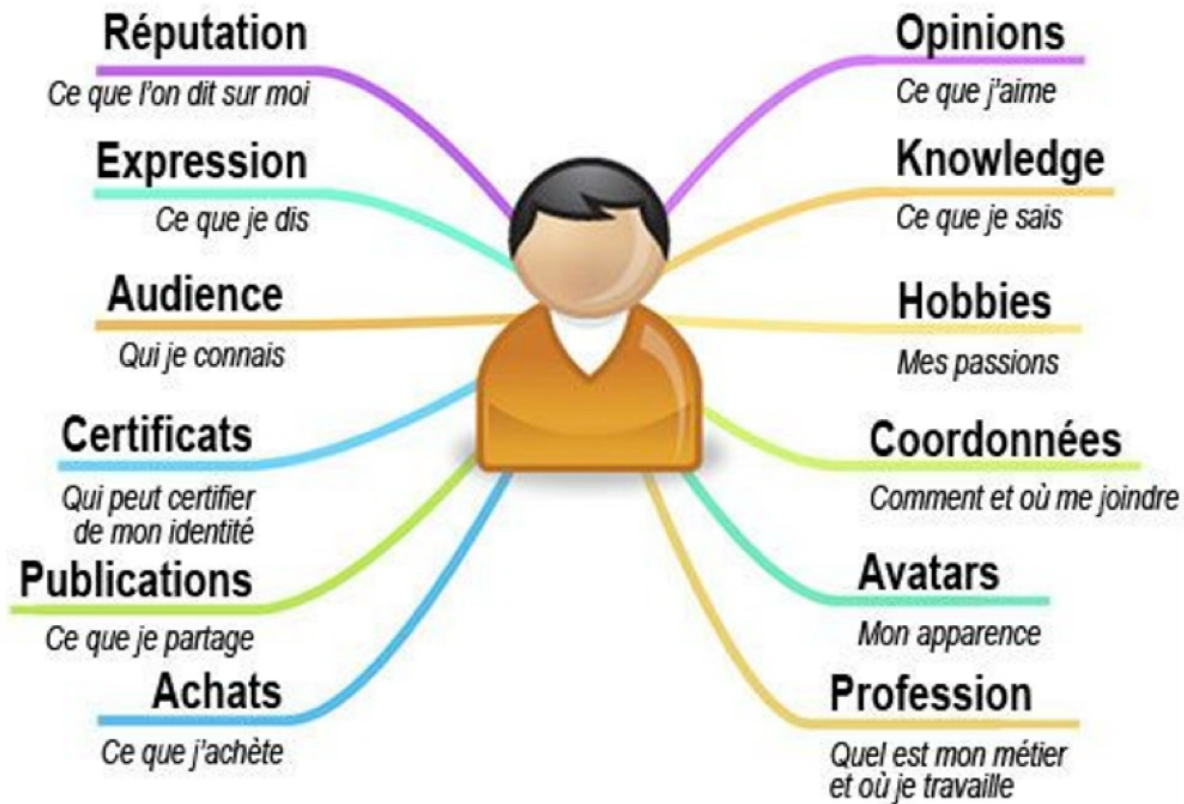 Réputation
Ce que l'on dit sur moi
Expression
Ce que je dis
Audience
Qui je connais
Certificats
Qui peut certifier
de mon identité
Publications
Ce que je partage
Achats
Ce que j'achète
Opinions
Ce que j'aime
Knowledge
Ce que je sais
Hobbies
Mes passions
Coordonnées
Comment et où me joindre
Avatars
Mon apparence
Profession
Quel est mon métier
et où je travaille